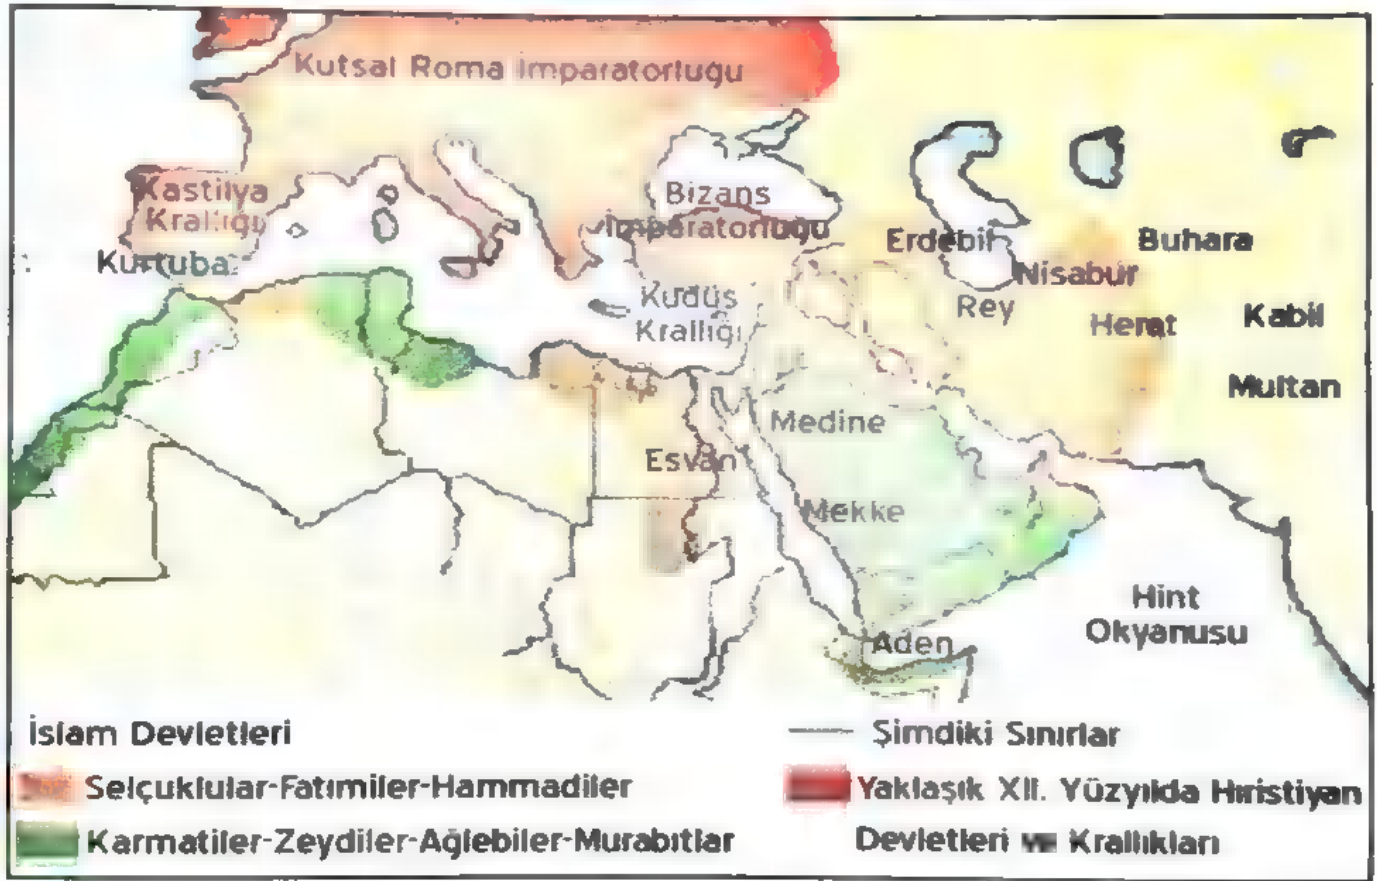 Kutsal Roma İmparatorluğu
Kastilya
Krallığı
Kurtuba
Bizans
İmparatorluğu
Kudüs
Krallığı
Erdebil
Nisabur
Rey
Buhara
Herat
Kabil
Multan
Medine
Esvan
Mekke
Aden
Hint
Okyanusu
İslam Devletleri
Selçuklular-Fatımiler-Hammadiler
Karmatiler-Zeydiler-Ağlebiler-Murabıtlar
Şimdiki Sınırlar
Yaklaşık XII. Yüzyılda Hıristiyan
Devletleri ve Krallıkları